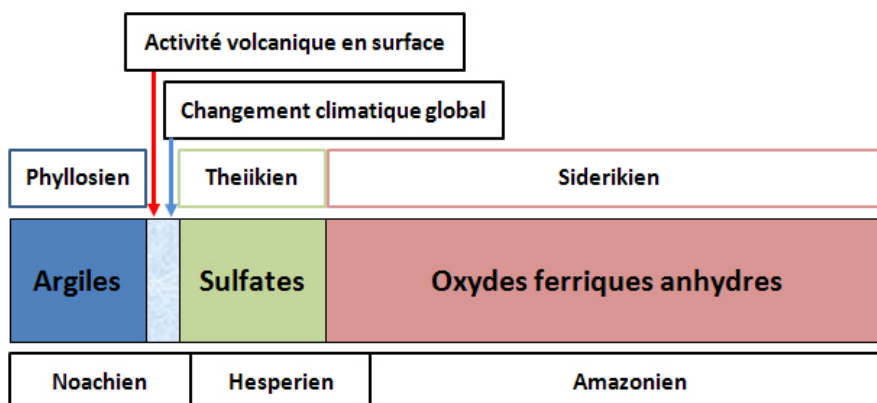 Activité volcanique en surface
Changement climatique global
Phyllosien
Theiikien
Siderikien
Argiles
Sulfates
Oxydes ferriques anhydres
Noachien
Hesperien
Amazonien